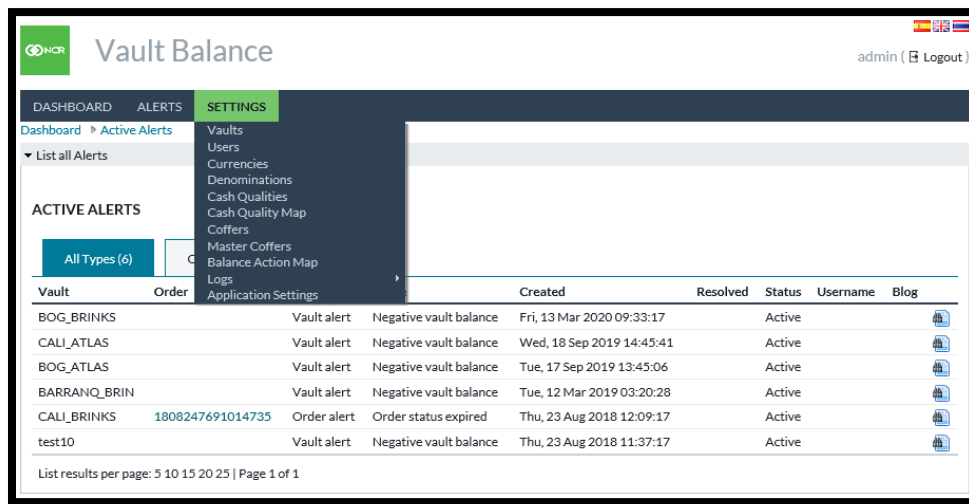 NCR
Vault Balance
admin ( Logout )
DASHBOARD ALERTS SETTINGS
Dashboard Active Alerts
Vaults
Users
List all Alerts
Currencies
Denominations
Cash Qualities
Cash Quality Map
ACTIVE ALERTS
Coffers
Master Coffers
All Types (6)
Balance Action Map
Logs
Application Settings
Vault Order Created Resolved Status Username Blog
BOG_BRINKS Vault alert Negative vault balance Fri, 13 Mar 2020 09:33:17 Active
CALI_ATLAS Vault alert Negative vault balance Wed, 18 Sep 2019 14:45:41 Active
BOG_ATLAS Vault alert Negative vault balance Tue, 17 Sep 2019 13:45:06 Active
BARRANQ_BRIN Vault alert Negative vault balance Tue, 12 Mar 2019 03:20:28 Active
CALI_BRINKS 1808247691014735 Order alert Order status expired Thu, 23 Aug 2018 12:09:17 Active
test10 Vault alert Negative vault balance Thu, 23 Aug 2018 11:37:17 Active
List results per page: 5 10 15 20 25 | Page 1 of 1